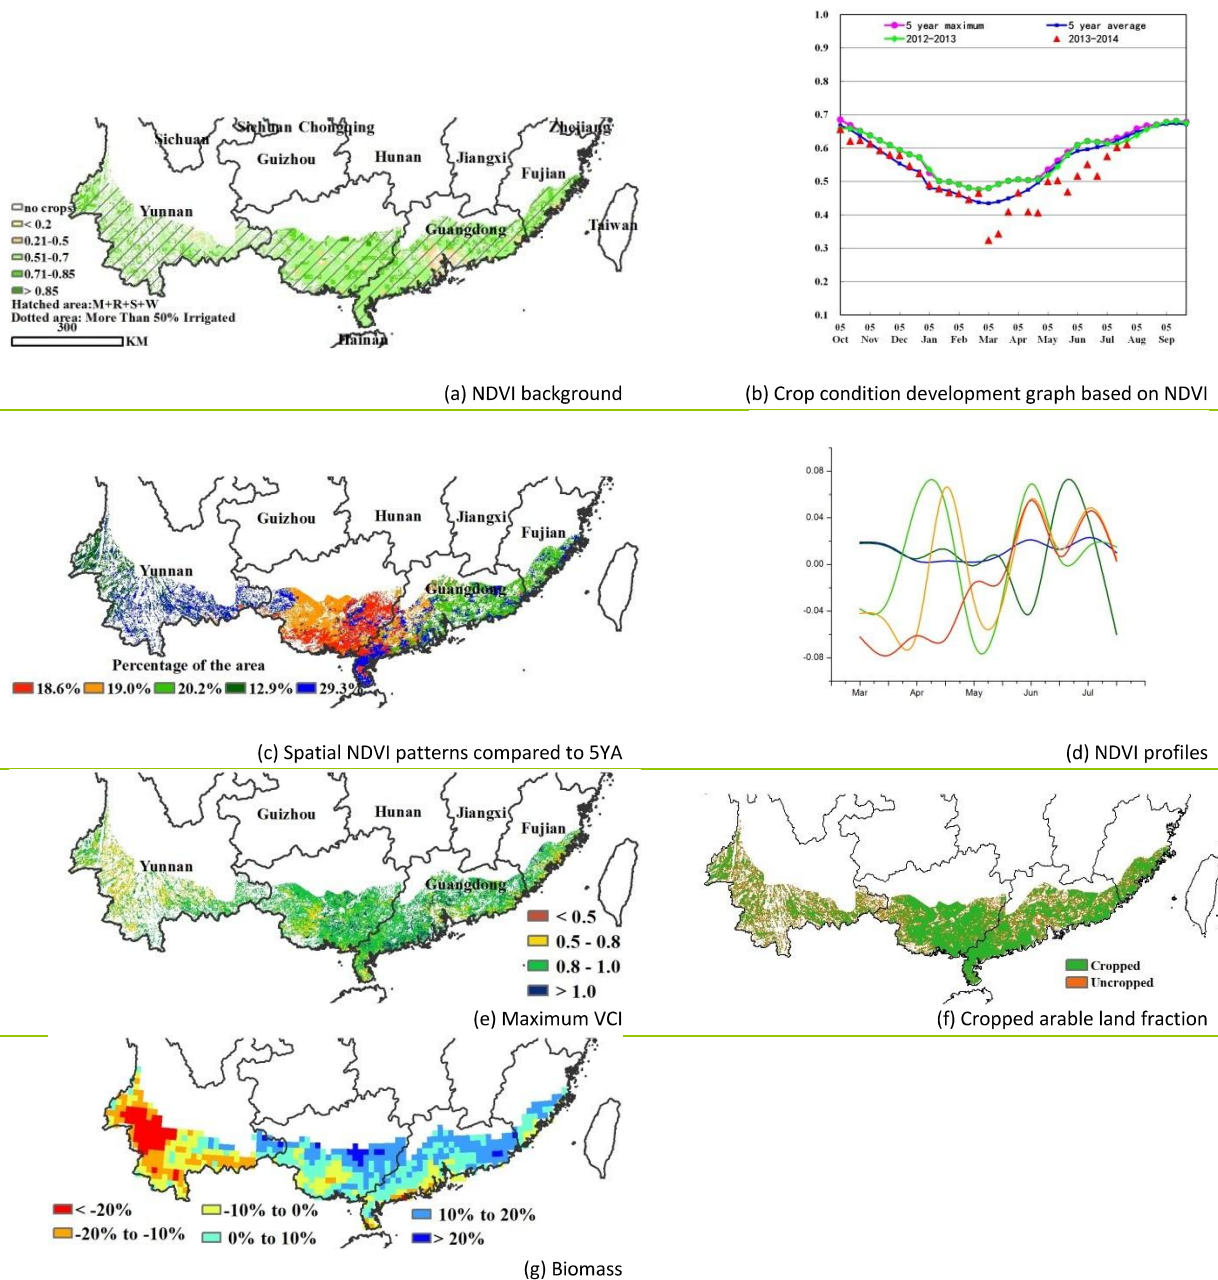 Sichuan
Sichuan Chongqing
Zhejiang
Guizhou
Hunan
Jiangxi
Fujian
Yunnan
Guangdong
Taiwan
Hainan
no crops
< 0.2
0.21-0.5
0.51-0.7
0.71-0.85
> 0.85
Hatched area:M+R+S+W
Dotted area: More Than 50% Irrigated
300
KM
(a) NDVI background
5 year maximum
5 year average
2012-2013
2013-2014
1.0
0.9
0.8
0.7
0.6
0.5
0.4
0.3
0.2
0.1
05 05 05 05 05 05 05 05 05 05 05 05
Oct Nov Dec Jan Feb Mar Apr May Jun Jul Aug Sep
(b) Crop condition development graph based on NDVI
Guizhou
Hunan
Jiangxi
Fujian
Yunnan
Guangdong
Percentage of the area
18.6% 19.0% 20.2% 12.9% 29.3%
(c) Spatial NDVI patterns compared to 5YA
0.08
0.04
0.00
-0.04
-0.08
Mar Apr May Jun Jul
(d) NDVI profiles
Guizhou
Hunan
Jiangxi
Fujian
Yunnan
Guangdong
< 0.5
0.5 - 0.8
0.8 - 1.0
> 1.0
(e) Maximum VCI
Cropped
Uncropped
(f) Cropped arable land fraction
< -20%
-10% to 0%
10% to 20%
-20% to -10%
0% to 10%
> 20%
(g) Biomass